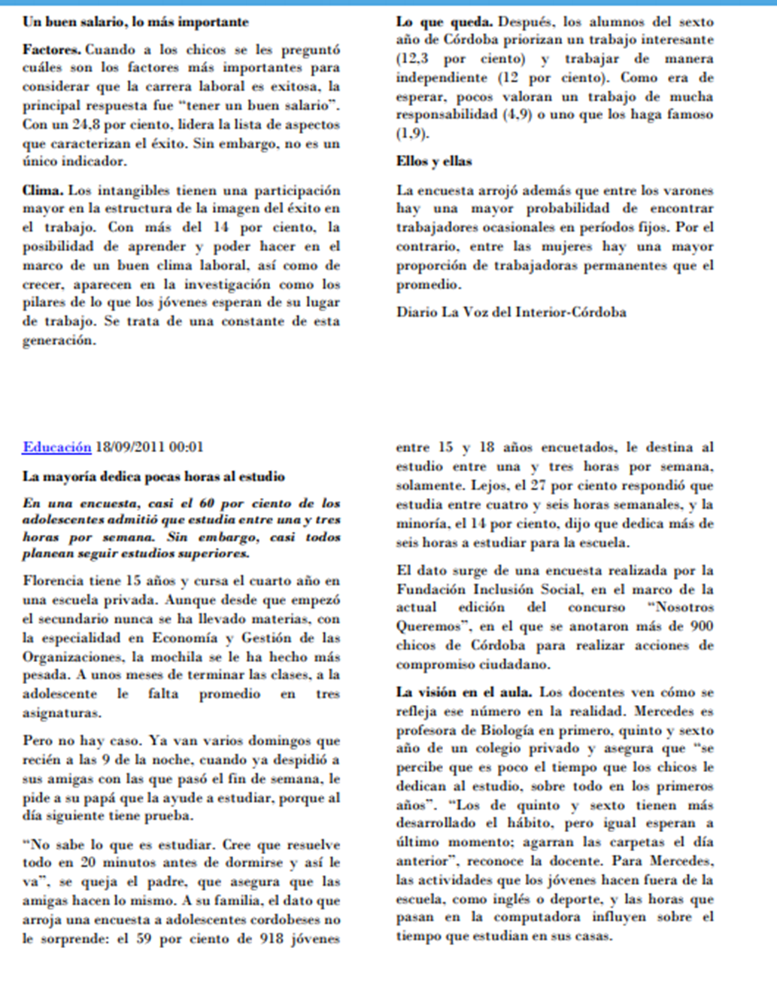 Un buen salario, lo más importante
Factores. Cuando a los chicos se les preguntó
cuáles son los factores más importantes para
considerar que la carrera laboral es exitosa, la
principal respuesta fue “tener un buen salario”.
Con un 24,8 por ciento, lidera la lista de aspectos
que caracterizan el éxito. Sin embargo, no es un
único indicador.
Clima. Los intangibles tienen una participación
mayor en la estructura de la imagen del éxito en
el trabajo. Con más del 14 por ciento, la
posibilidad de aprender y poder hacer en el
marco de un buen clima laboral, así como de
crecer, aparecen en la investigación como los
pilares de lo que los jóvenes esperan de su lugar
de trabajo. Se trata de una constante de esta
generación.
Lo que queda. Después, los alumnos del sexto
año de Córdoba priorizan un trabajo interesante
(12,3 por ciento) y trabajar de manera
independiente (12 por ciento). Como era de
esperar, pocos valoran un trabajo de mucha
responsabilidad (4,9) o uno que los haga famoso
(1,9).
Ellos y ellas
La encuesta arrojó además que entre los varones
hay una mayor probabilidad de encontrar
trabajadores ocasionales en períodos fijos. Por el
contrario, entre las mujeres hay una mayor
proporción de trabajadoras permanentes que el
promedio.
Diario La Voz del Interior-Córdoba
Educación 18/09/2011 00:01
La mayoría dedica pocas horas al estudio
En una encuesta, casi el 60 por ciento de los
adolescentes admitió que estudia entre una y tres
horas por semana. Sin embargo, casi todos
planean seguir estudios superiores.
Florencia tiene 15 años y cursa el cuarto año en
una escuela privada. Aunque desde que empezó
el secundario nunca se ha llevado materias, con
la especialidad en Economía y Gestión de las
Organizaciones, la mochila se le ha hecho más
pesada. A unos meses de terminar las clases, a la
adolescente le falta promedio en tres
asignaturas.
Pero no hay caso. Ya van varios domingos que
recién a las 9 de la noche, cuando ya despidió a
sus amigas con las que pasó el fin de semana, le
pide a su papá que la ayude a estudiar, porque al
día siguiente tiene prueba.
“No sabe lo que es estudiar. Cree que resuelve
todo en 20 minutos antes de dormirse y así le
va”, se queja el padre, que asegura que las
amigas hacen lo mismo. A su familia, el dato que
arroja una encuesta a adolescentes cordobeses no
le sorprende: el 59 por ciento de 918 jóvenes
entre 15 y 18 años encuetados, le destina al
estudio entre una y tres horas por semana,
solamente. Lejos, el 27 por ciento respondió que
estudia entre cuatro y seis horas semanales, y la
minoría, el 14 por ciento, dijo que dedica más de
seis horas a estudiar para la escuela.
El dato surge de una encuesta realizada por la
Fundación Inclusión Social, en el marco de la
actual edición del concurso “Nosotros
Queremos”, en el que se anotaron más de 900
chicos de Córdoba para realizar acciones de
compromiso ciudadano.
La visión en el aula. Los docentes ven cómo se
refleja ese número en la realidad. Mercedes es
profesora de Biología en primero, quinto y sexto
año de un colegio privado y asegura que “se
percibe que es poco el tiempo que los chicos le
dedican al estudio, sobre todo en los primeros
años”. “Los de quinto y sexto tienen más
desarrollado el hábito, pero igual esperan a
último momento; agarran las carpetas el día
anterior”, reconoce la docente. Para Mercedes,
las actividades que los jóvenes hacen fuera de la
escuela, como inglés o deporte, y las horas que
pasan en la computadora influyen sobre el
tiempo que estudian en sus casas.